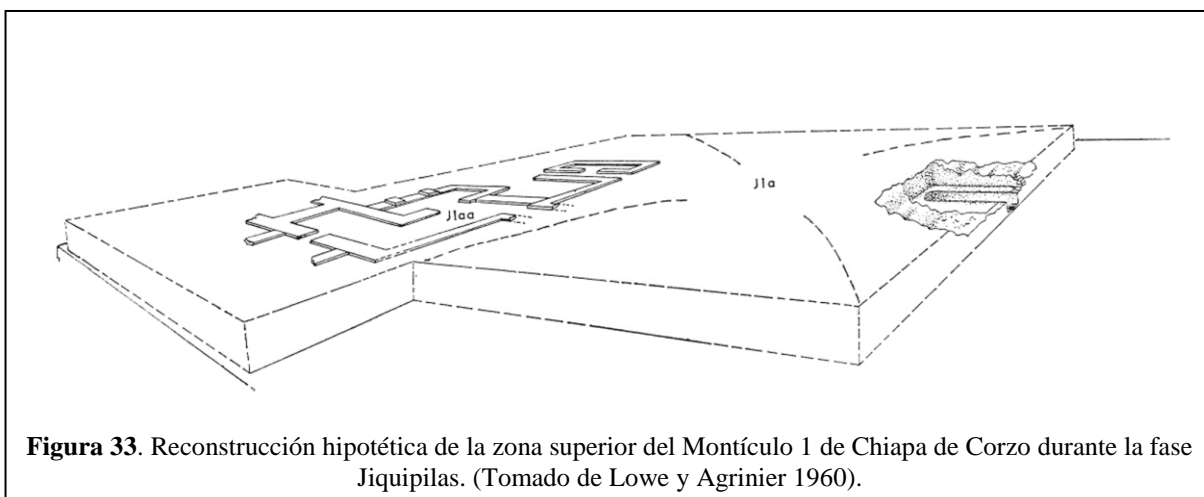 J1a
J1aa
Figura 33. Reconstrucción hipotética de la zona superior del Montículo 1 de Chiapa de Corzo durante la fase
Jiquipilas. (Tomado de Lowe y Agrinier 1960).